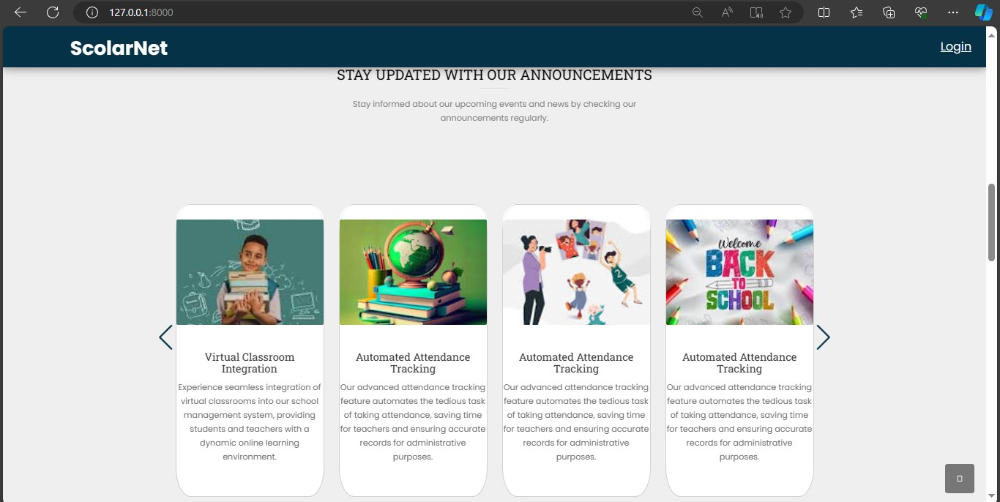 127.0.0.1:8000
ScolarNet
Login
STAY UPDATED WITH OUR ANNOUNCEMENTS
Stay informed about our upcoming events and news by checking our
announcements regularly.
2
Welcome
BACK
TO
SCHOOL
Virtual Classroom
Integration
Experience seamless integration of
virtual classrooms into our school
management system, providing
students and teachers with a
dynamic online learning
environment.
Automated Attendance
Tracking
Our advanced attendance tracking
feature automates the tedious task
of taking attendance, saving time
for teachers and ensuring accurate
records for administrative
purposes.
Automated Attendance
Tracking
Our advanced attendance tracking
feature automates the tedious task
of taking attendance, saving time
for teachers and ensuring accurate
records for administrative
purposes.
Automated Attendance
Tracking
Our advanced attendance tracking
feature automates the tedious task
of taking attendance, saving time
for teachers and ensuring accurate
records for administrative
purposes.